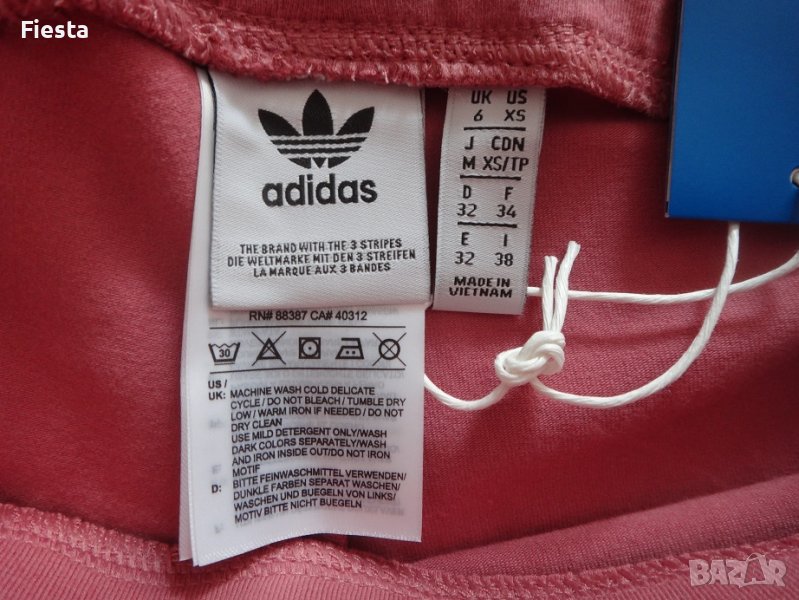 Fiesta
adidas
THE BRAND WITH THE 3 STRIPES
DIE WELTMARKE MIT DEN 3 STREIFEN
LA MARQUE AUX 3 BANDES
UK US
6 XS
J CDN
M XS/TP
D F
32 34
E I
32 38
MADE IN
VIETNAM
RN# 88387 CA# 40312
30
US /
UK: MACHINE WASH COLD DELICATE
CYCLE / DO NOT BLEACH / TUMBLE DRY
LOW / WARM IRON IF NEEDED / DO NOT
DRY CLEAN
USE MILD DETERGENT ONLY/WASH
DARK COLORS SEPARATELY/WASH
AND IRON INSIDE OUT/DO NOT IRON
MOTIF
D: BITTE FEINWASCHMITTEL VERWENDEN/
DUNKLE FARBEN SEPARAT WASCHEN/
WASCHEN UND BUEGELN VON LINKS/
MOTIV BITTE NICHT BUEGELN
BAZAR